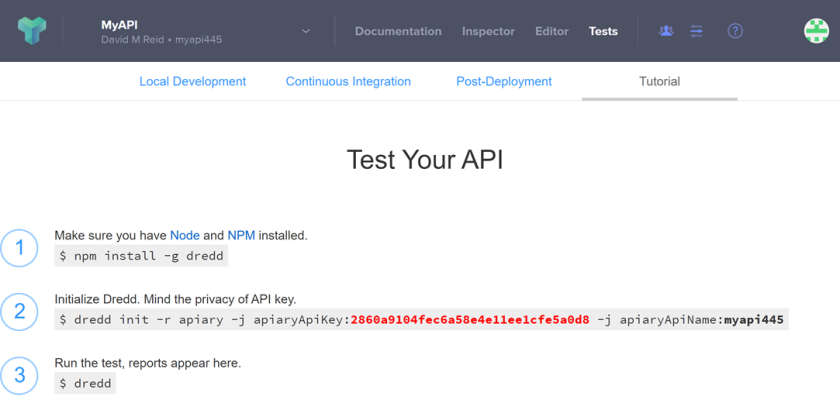 MyAPI
David M Reid • myapi445
Documentation Inspector Editor Tests
?
Local Development Continuous Integration Post-Deployment Tutorial
Test Your API
1
Make sure you have Node and NPM installed.
$ npm install -g dredd
2
Initialize Dredd. Mind the privacy of API key.
$ dredd init -r apiary -j apiaryApiKey:2860a9104fec6a58e4e11ee1cfe5a0d8 -j apiaryApiName:myapi445
3
Run the test, reports appear here.
$ dredd